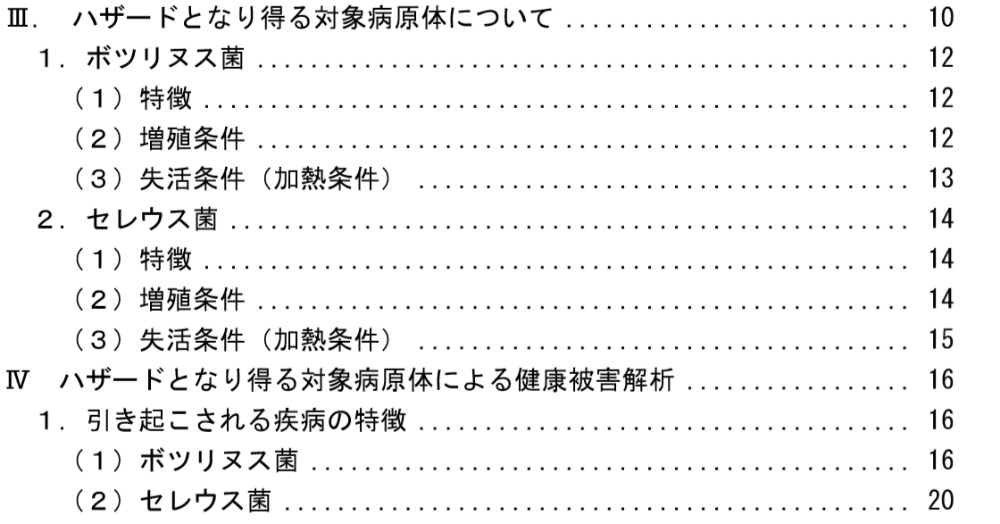 Ⅲ. ハザードとなり得る対象病原体について ........................... 10
1. ボツリヌス菌 ................................................. 12
(1)特徴 ..................................................... 12
(2)増殖条件 ................................................. 12
(3)失活条件(加熱条件) ..................................... 13
2. セレウス菌 ................................................... 14
(1)特徴 ..................................................... 14
(2)増殖条件 ................................................. 14
(3)失活条件(加熱条件) ..................................... 15
Ⅳ ハザードとなり得る対象病原体による健康被害解析 ................. 16
1. 引き起こされる疾病の特徴 ..................................... 16
(1)ボツリヌス菌 ............................................. 16
(2)セレウス菌 ............................................... 20